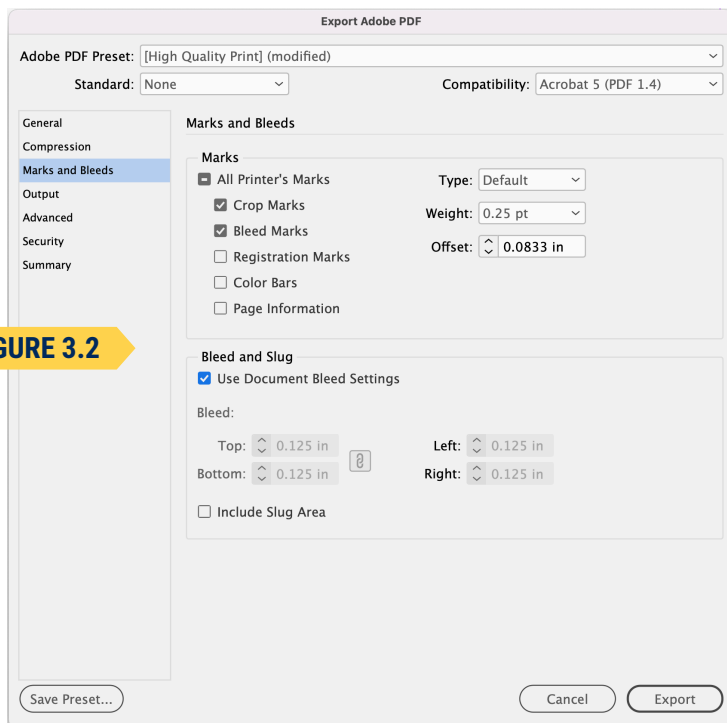 Export Adobe PDF
Adobe PDF Preset: [High Quality Print] (modified)
Standard: None Compatibility: Acrobat 5 (PDF 1.4)
General
Compression
Marks and Bleeds
Output
Advanced
Security
Summary
Marks and Bleeds
Marks
All Printer's Marks Type: Default
Crop Marks Weight: 0.25 pt
Bleed Marks Offset: 0.0833 in
Registration Marks
Color Bars
Page Information
GURE 3.2
Bleed and Slug
Use Document Bleed Settings
Bleed:
Top: 0.125 in Left: 0.125 in
Bottom: 0.125 in Right: 0.125 in
Include Slug Area
Save Preset... Cancel Export